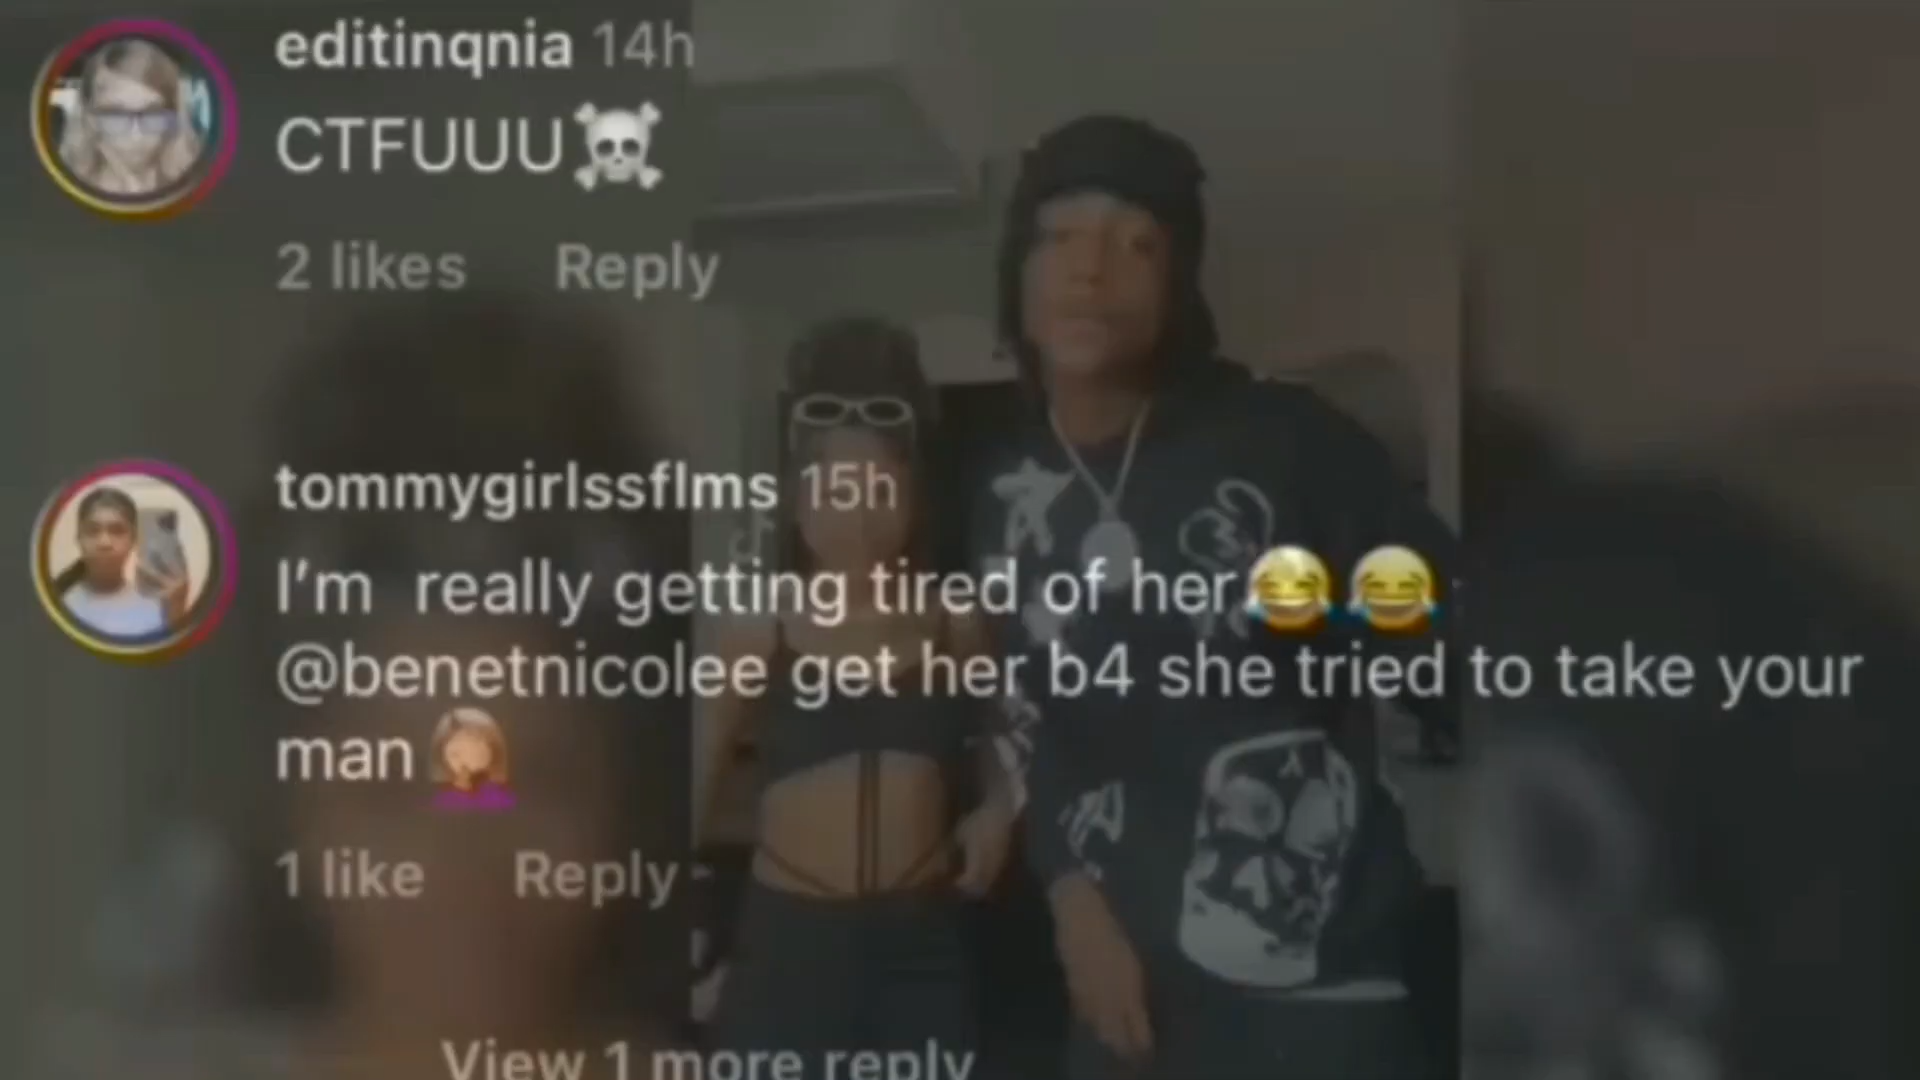 editinqnia 14h
CTFUUU☠️
2 likes Reply
tommygirlssflms 15h
I’m really getting tired of her😂😂
@benetnicolee get her b4 she tried to take your
man🤦🏼‍♀️
1 like Reply
View 1 more reply